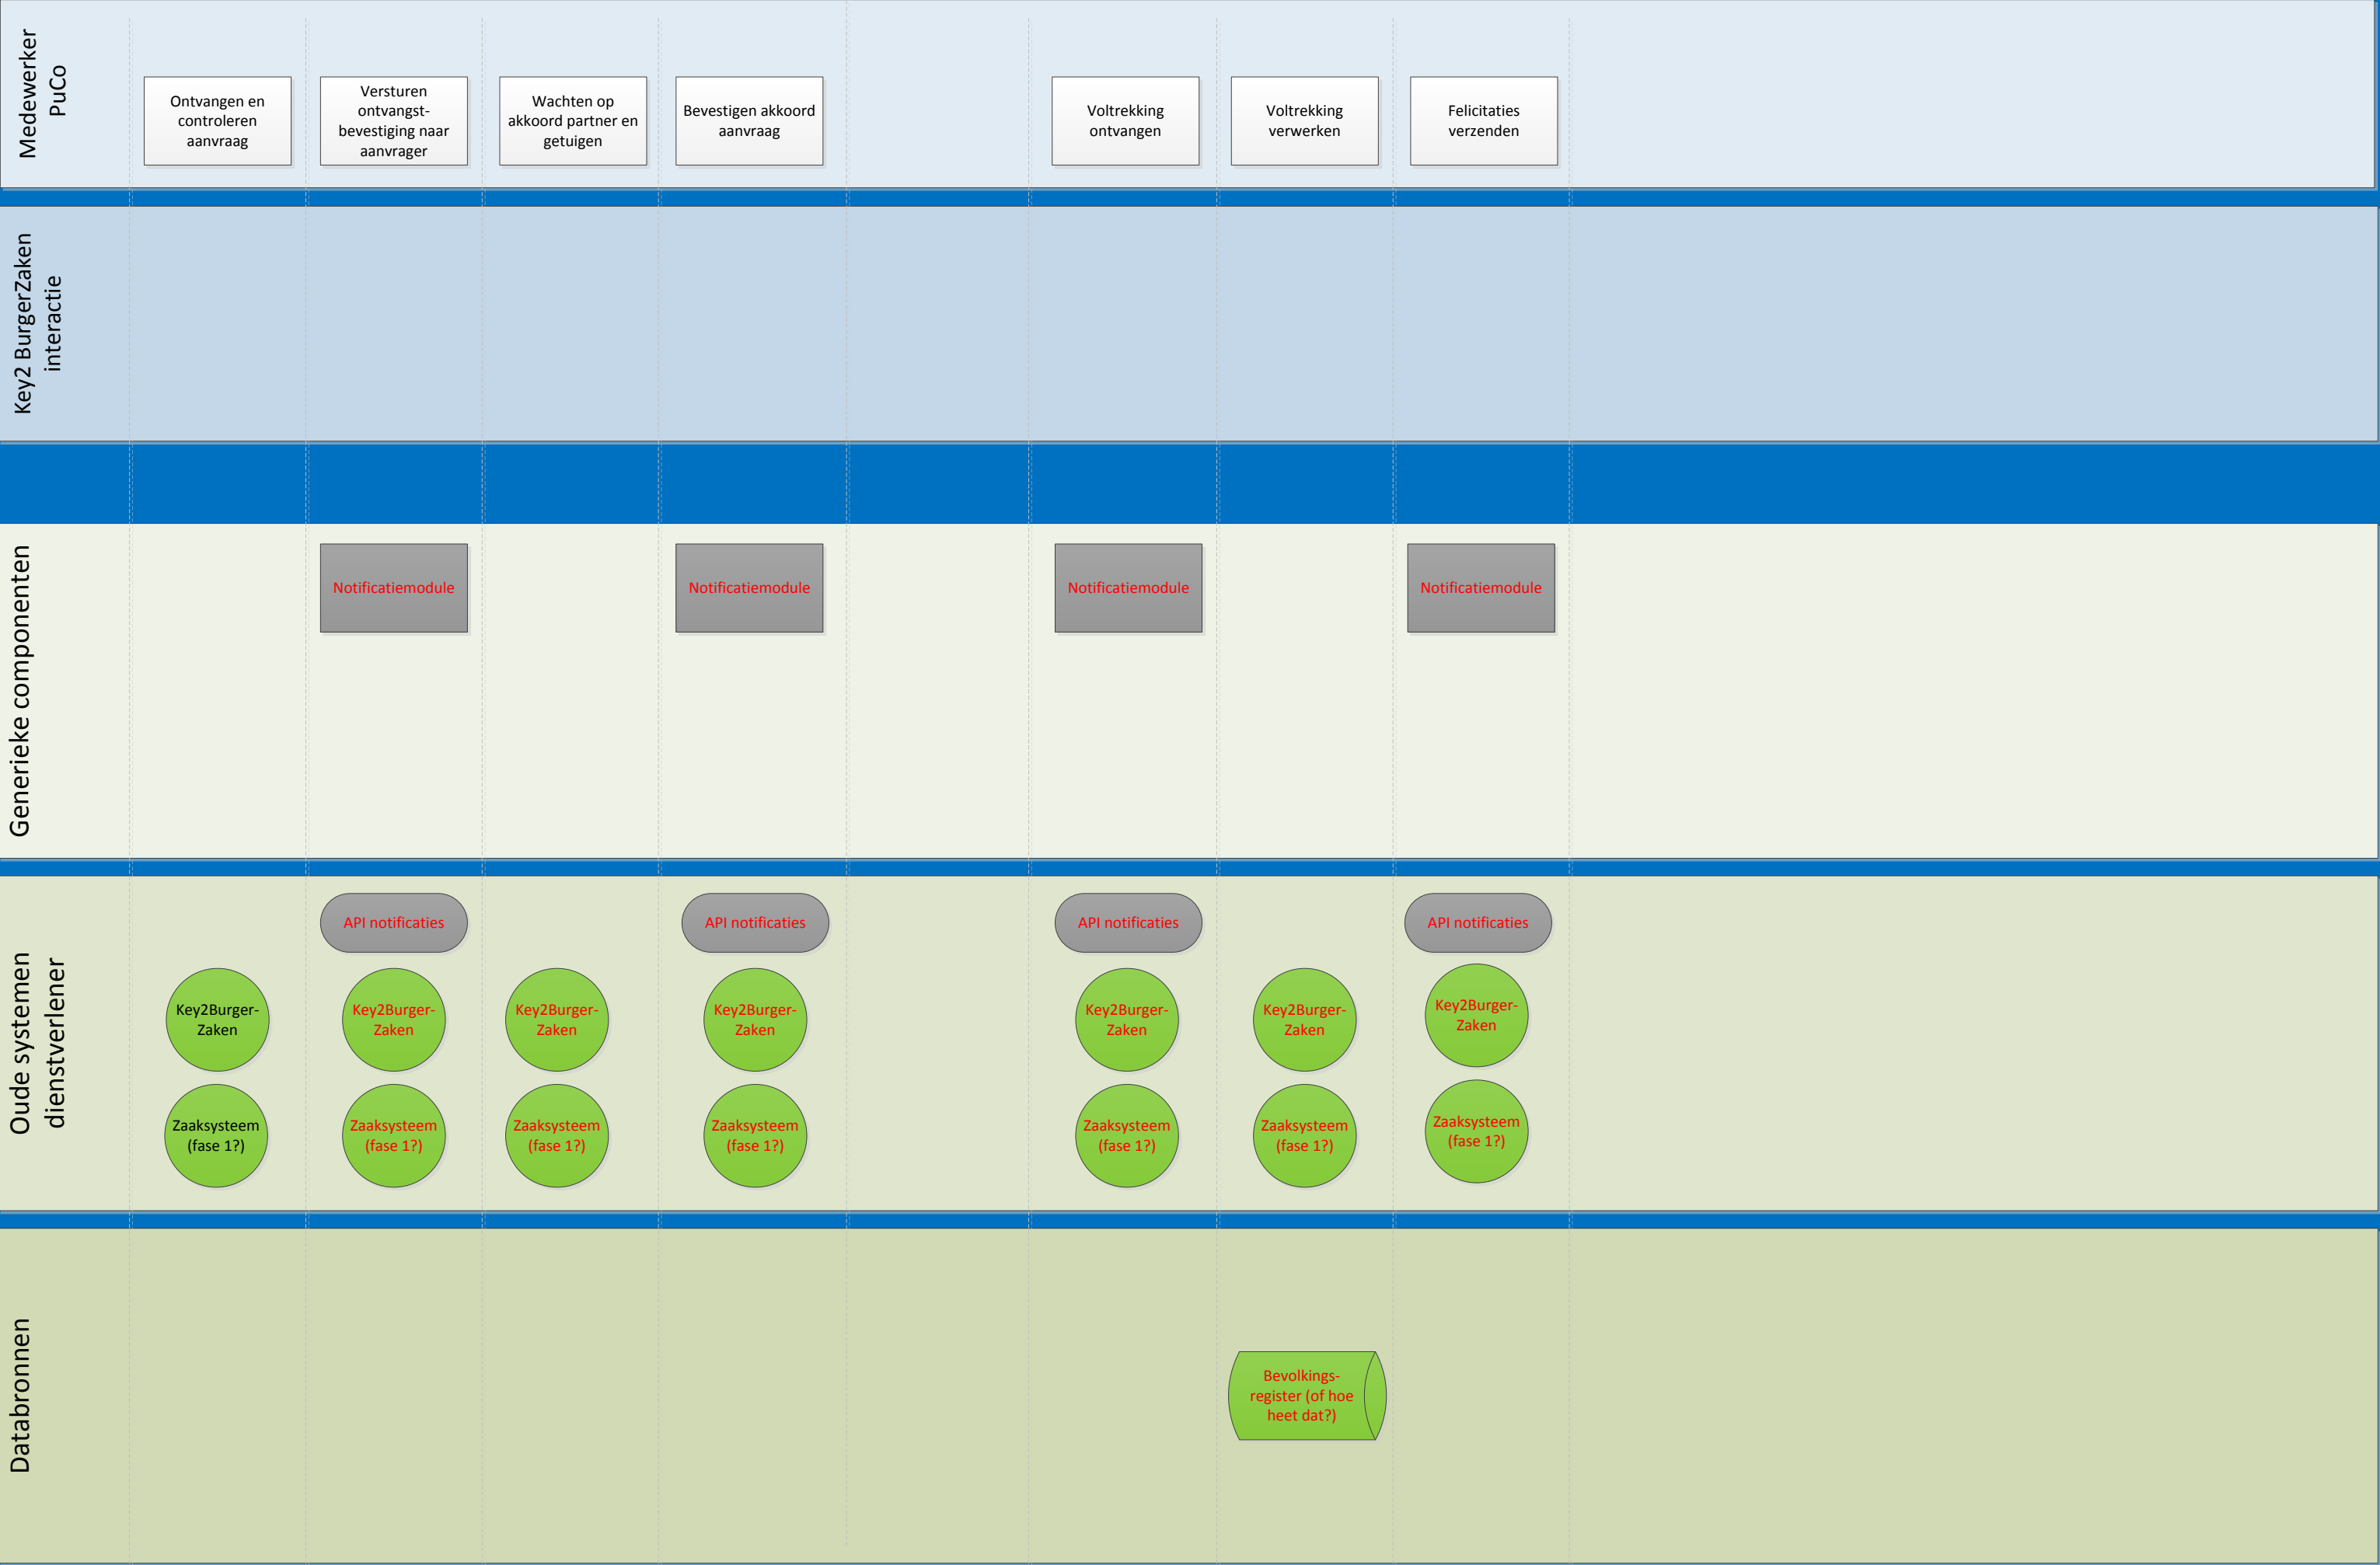 Medewerker
PuCo
Ontvangen en
controleren
aanvraag
Versturen
ontvangst-
bevestiging naar
aanvrager
Wachten op
akkoord partner en
getuigen
Bevestigen akkoord
aanvraag
Voltrekking
ontvangen
Voltrekking
verwerken
Felicitaties
verzenden
Key2 BurgerZaken
interactie
Generieke componenten
Notificatiemodule
Notificatiemodule
Notificatiemodule
Notificatiemodule
Oude systemen
dienstverlener
API notificaties
API notificaties
API notificaties
API notificaties
Key2Burger-
Zaken
Key2Burger-
Zaken
Key2Burger-
Zaken
Key2Burger-
Zaken
Key2Burger-
Zaken
Key2Burger-
Zaken
Key2Burger-
Zaken
Zaaksysteem
(fase 1?)
Zaaksysteem
(fase 1?)
Zaaksysteem
(fase 1?)
Zaaksysteem
(fase 1?)
Zaaksysteem
(fase 1?)
Zaaksysteem
(fase 1?)
Zaaksysteem
(fase 1?)
Databronnen
Bevolkings-
register (of hoe
heet dat?)